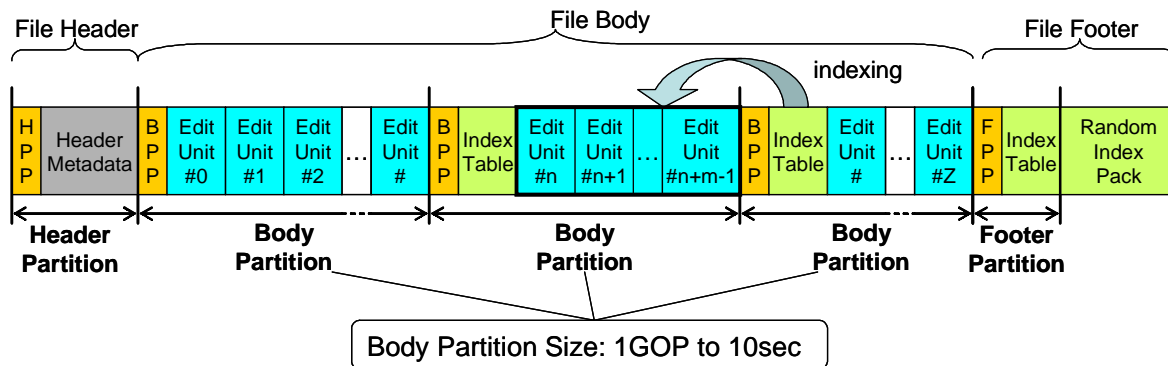 File Header
File Body
File Footer
indexing
H
P
P
Header
Metadata
B
P
P
Edit
Unit
#0
Edit
Unit
#1
Edit
Unit
#2
...
Edit
Unit
#
B
P
P
Index
Table
Edit
Unit
#n
Edit
Unit
#n+1
...
Edit
Unit
#n+m-1
B
P
P
Index
Table
Edit
Unit
#
...
Edit
Unit
#Z
F
P
P
Index
Table
Random
Index
Pack
Header
Partition
Body
Partition
Body
Partition
Body
Partition
Footer
Partition
Body Partition Size: 1GOP to 10sec